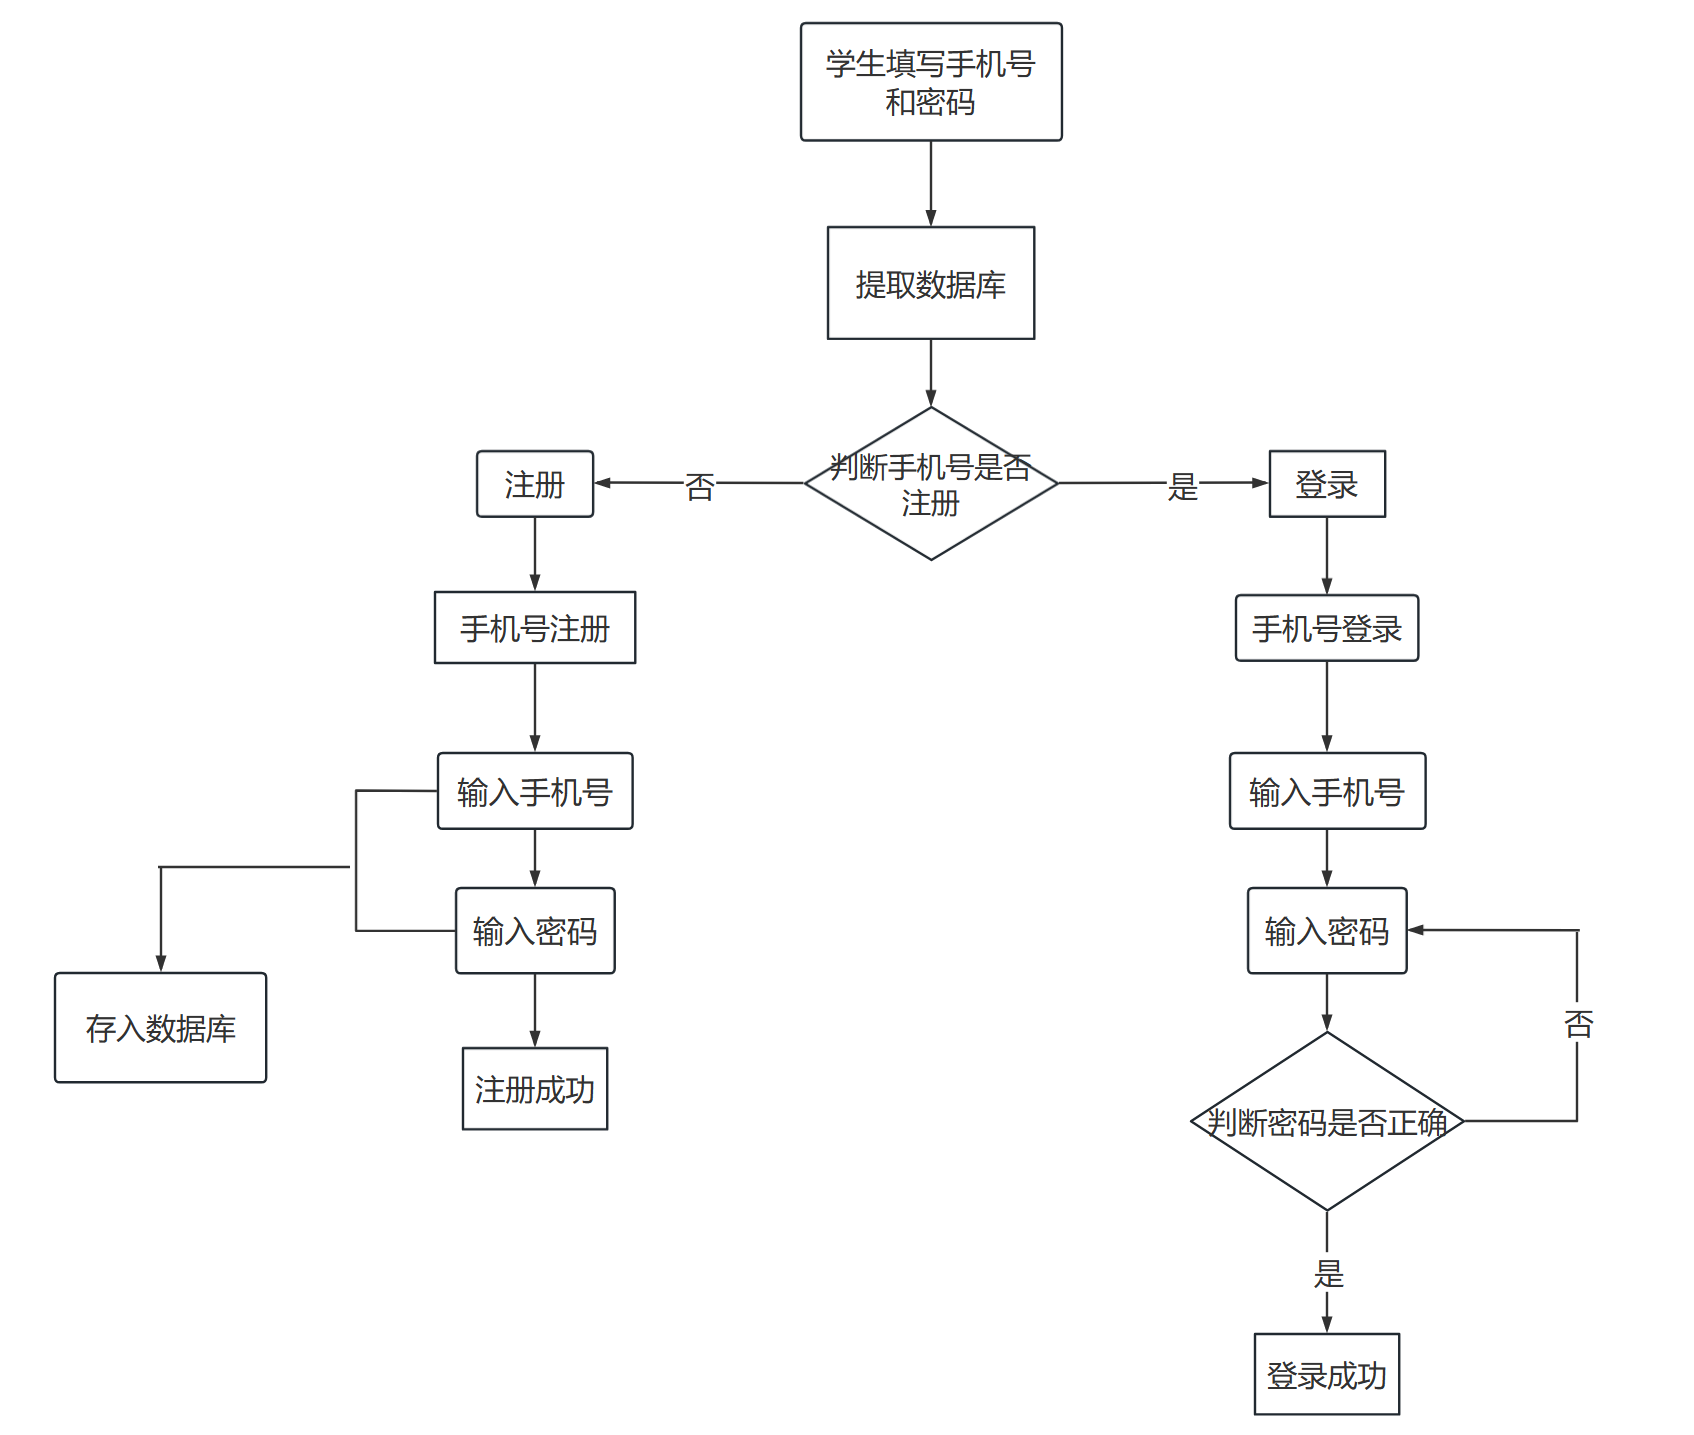 学生填写手机号
和密码
提取数据库
判断手机号是否
注册
否
是
注册
登录
手机号注册
手机号登录
输入手机号
输入手机号
输入密码
输入密码
存入数据库
否
注册成功
判断密码是否正确
是
登录成功